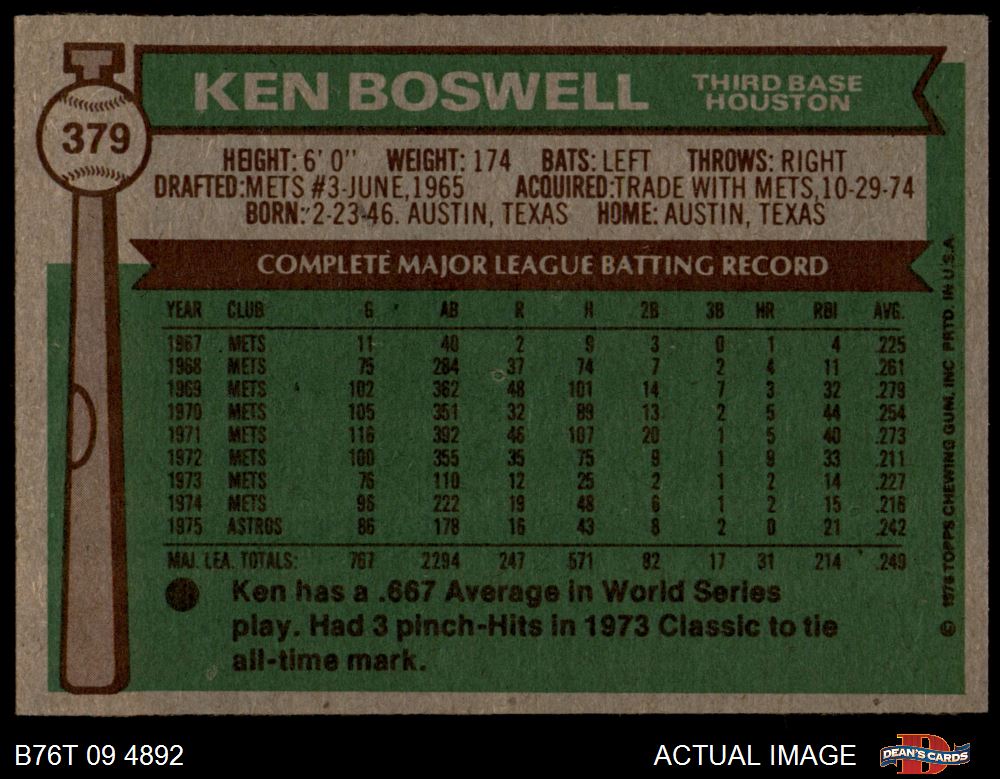 KEN BOSWELL THIRD BASE
HOUSTON
379
HEIGHT: 6' 0" WEIGHT: 174 BATS: LEFT THROWS: RIGHT
DRAFTED: METS #3-JUNE, 1965 ACQUIRED: TRADE WITH METS, 10-29-74
BORN: 2-23-46. AUSTIN, TEXAS HOME: AUSTIN, TEXAS
COMPLETE MAJOR LEAGUE BATTING RECORD
YEAR CLUB G AB R H 2B 3B HR RBI AVG.
1967 METS 11 40 2 9 3 0 1 4 .225
1968 METS 75 284 37 74 7 2 4 11 .261
1969 METS 102 362 48 101 14 7 3 32 .279
1970 METS 105 351 32 89 13 2 5 44 .254
1971 METS 116 392 46 107 20 1 5 40 .273
1972 METS 100 355 35 75 9 1 9 33 .211
1973 METS 76 110 12 25 2 1 2 14 .227
1974 METS 96 222 19 48 6 1 2 15 .216
1975 ASTROS 86 178 16 43 8 2 0 21 .242
MAJ. LEA. TOTALS: 767 2294 247 571 82 17 31 214 .249
Ken has a .667 Average in World Series
play. Had 3 pinch-Hits in 1973 Classic to tie
all-time mark.
© 1976 TOPPS CHEWING GUM, INC PRTD. IN U.S.A
B76T 09 4892 ACTUAL IMAGE DEAN'S CARDS